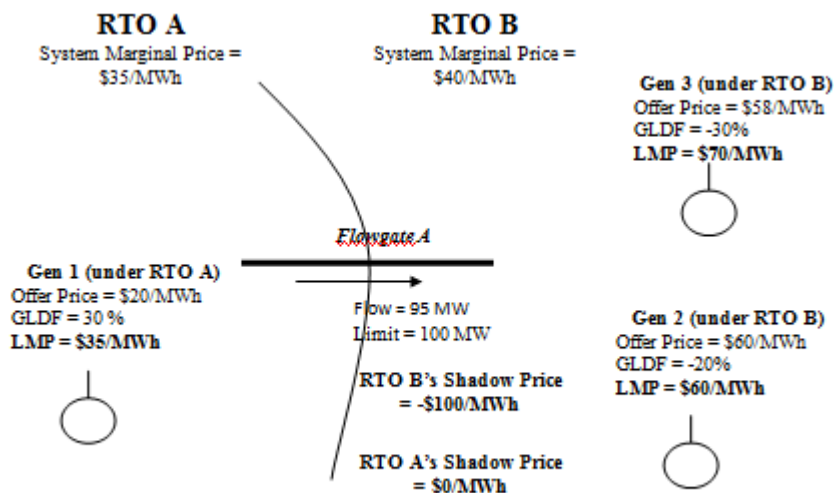 RTO A
System Marginal Price =
$35/MWh
RTO B
System Marginal Price =
$40/MWh
Gen 3 (under RTO B)
Offer Price = $58/MWh
GLDF = -30%
LMP = $70/MWh
Flowgate A
Gen 1 (under RTO A)
Offer Price = $20/MWh
GLDF = 30 %
LMP = $35/MWh
Flow = 95 MW
Limit = 100 MW
Gen 2 (under RTO B)
Offer Price = $60/MWh
GLDF = -20%
LMP = $60/MWh
RTO B's Shadow Price
= -$100/MWh
RTO A's Shadow Price
= $0/MWh